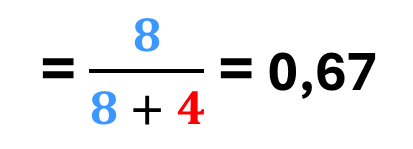 = 8 / 8 + 4 = 0,67